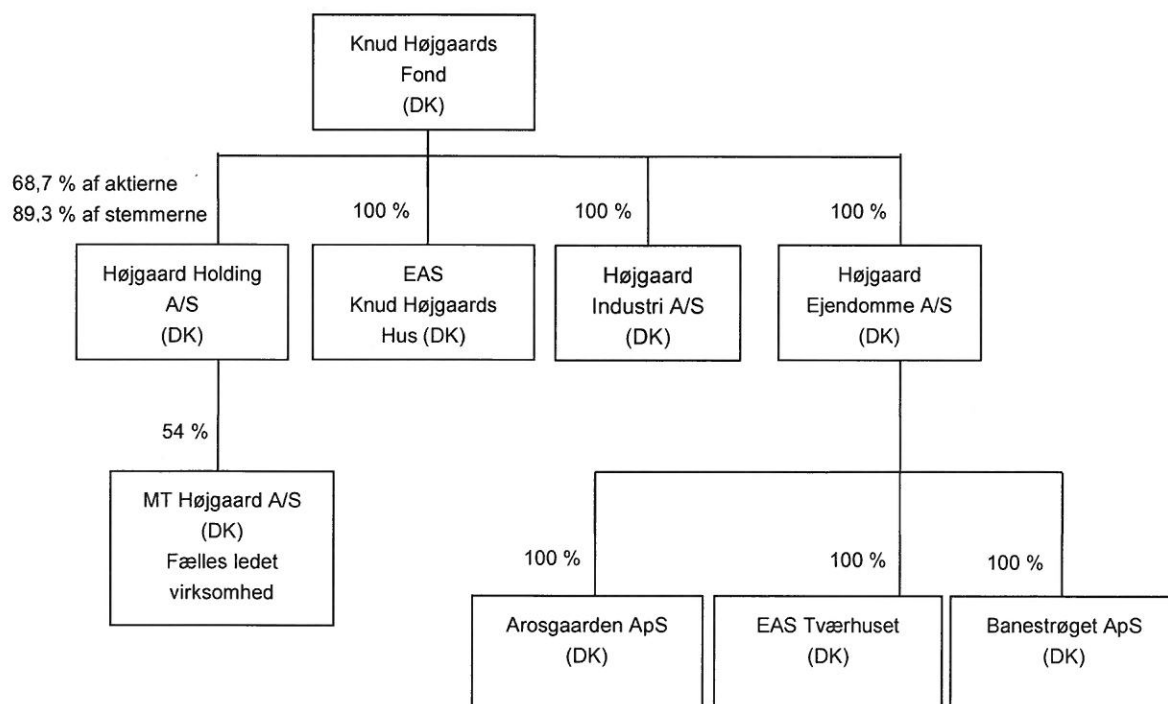 Knud Højgaards
Fond
(DK)
68,7 % af aktierne
89,3 % af stemmerne
100 %
100 %
100 %
Højgaard Holding
A/S
(DK)
EAS
Knud Højgaards
Hus (DK)
Højgaard
Industri A/S
(DK)
Højgaard
Ejendomme A/S
(DK)
54 %
MT Højgaard A/S
(DK)
Fælles ledet
virksomhed
100 %
100 %
100 %
Arosgaarden ApS
(DK)
EAS Tværhuset
(DK)
Banestrøget ApS
(DK)